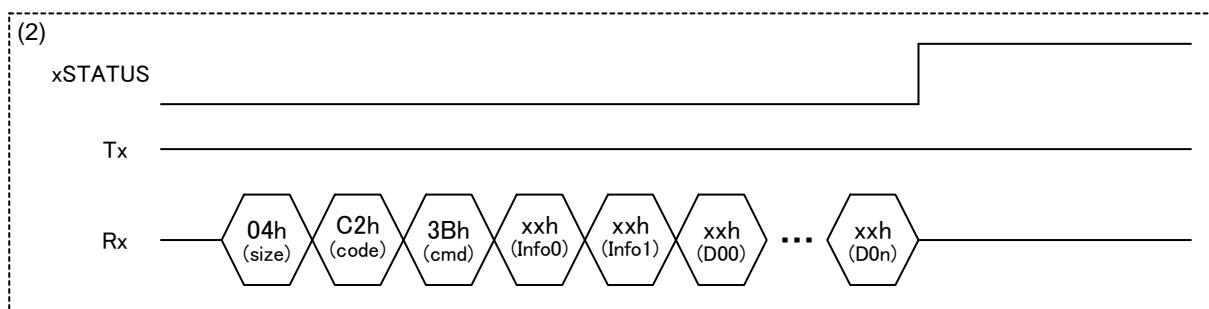 (2)
xSTATUS
Tx
Rx
04h
(size)
C2h
(code)
3Bh
(cmd)
xxh
(Info0)
xxh
(Info1)
xxh
(D00)
...
xxh
(D0n)